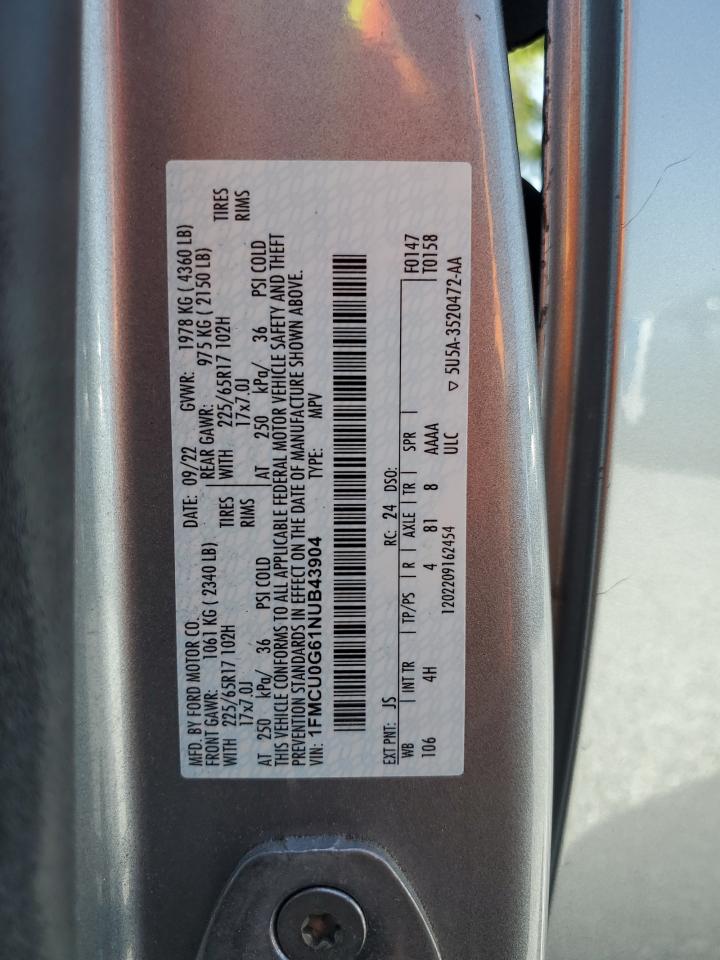 MFD. BY FORD MOTOR CO. DATE: 09/22 GVWR: 1978 KG ( 4360 LB)
FRONT GAWR: 1061 KG ( 2340 LB) REAR GAWR: 975 KG ( 2150 LB)
WITH 225/65R17 102H TIRES WITH 225/65R17 102H TIRES
17x7.0J RIMS 17x7.0J RIMS
AT 250 kPa/ 36 PSI COLD AT 250 kPa/ 36 PSI COLD
THIS VEHICLE CONFORMS TO ALL APPLICABLE FEDERAL MOTOR VEHICLE SAFETY AND THEFT
PREVENTION STANDARDS IN EFFECT ON THE DATE OF MANUFACTURE SHOWN ABOVE.
VIN: 1FMCU0G61NUB43904 TYPE: MPV
EXT PNT: JS RC: 24 DSO: F0147
WB | INT TR | TP/PS | R | AXLE | TR | SPR | T0158
106 4H 4 81 8 AAAA
ULC ▽ 5U5A-3520472-AA
1202209162454